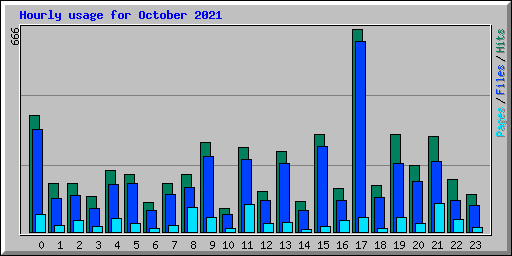 Hourly usage for October 2021
666
Pages / Files / Hits
0 1 2 3 4 5 6 7 8 9 10 11 12 13 14 15 16 17 18 19 20 21 22 23